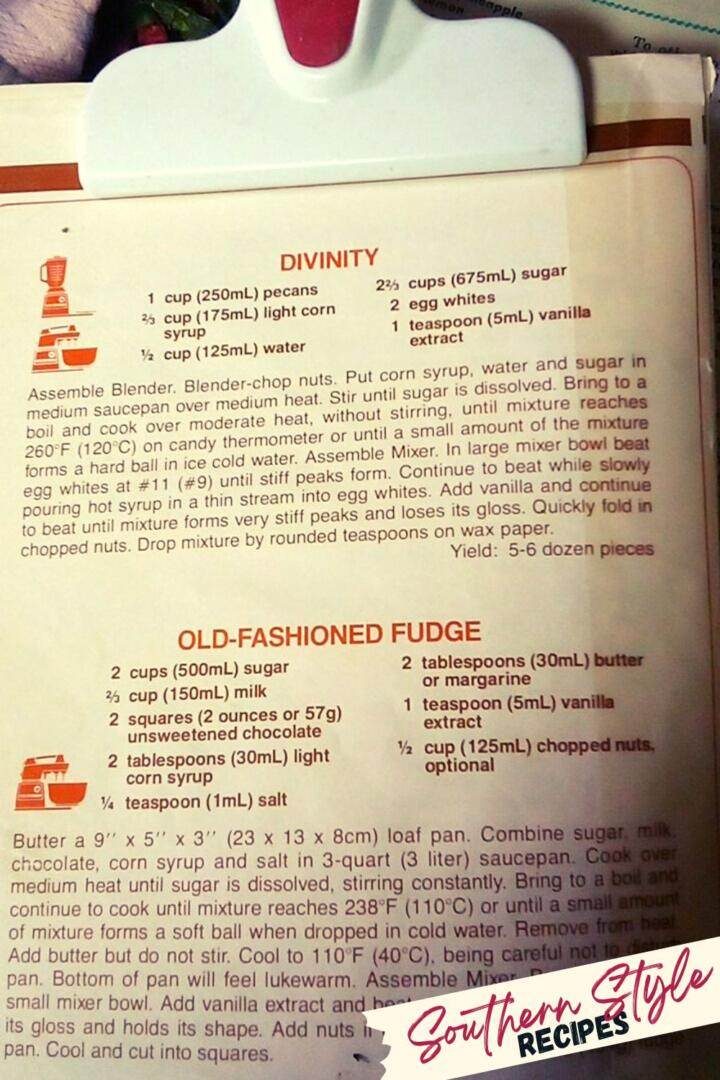 DIVINITY
1 cup (250mL) pecans
⅔ cup (175mL) light corn
syrup
½ cup (125mL) water
2⅔ cups (675mL) sugar
2 egg whites
1 teaspoon (5mL) vanilla
extract
Assemble Blender. Blender-chop nuts. Put corn syrup, water and sugar in
medium saucepan over medium heat. Stir until sugar is dissolved. Bring to a
boil and cook over moderate heat, without stirring, until mixture reaches
260°F (120°C) on candy thermometer or until a small amount of the mixture
forms a hard ball in ice cold water. Assemble Mixer. In large mixer bowl beat
egg whites at #11 (#9) until stiff peaks form. Continue to beat while slowly
pouring hot syrup in a thin stream into egg whites. Add vanilla and continue
to beat until mixture forms very stiff peaks and loses its gloss. Quickly fold in
chopped nuts. Drop mixture by rounded teaspoons on wax paper.
Yield: 5-6 dozen pieces
OLD-FASHIONED FUDGE
2 cups (500mL) sugar
⅔ cup (150mL) milk
2 squares (2 ounces or 57g)
unsweetened chocolate
2 tablespoons (30mL) light
corn syrup
¼ teaspoon (1mL) salt
2 tablespoons (30mL) butter
or margarine
1 teaspoon (5mL) vanilla
extract
½ cup (125mL) chopped nuts,
optional
Butter a 9″ x 5″ x 3″ (23 x 13 x 8cm) loaf pan. Combine sugar, milk,
chocolate, corn syrup and salt in 3-quart (3 liter) saucepan. Cook over
medium heat until sugar is dissolved, stirring constantly. Bring to a boil and
continue to cook until mixture reaches 238°F (110°C) or until a small amount
of mixture forms a soft ball when dropped in cold water. Remove from heat.
Add butter but do not stir. Cool to 110°F (40°C), being careful not to
pan. Bottom of pan will feel lukewarm. Assemble Mixer.
small mixer bowl. Add vanilla extract and
its gloss and holds its shape. Add nuts
pan. Cool and cut into squares.
Southern Style
RECIPES